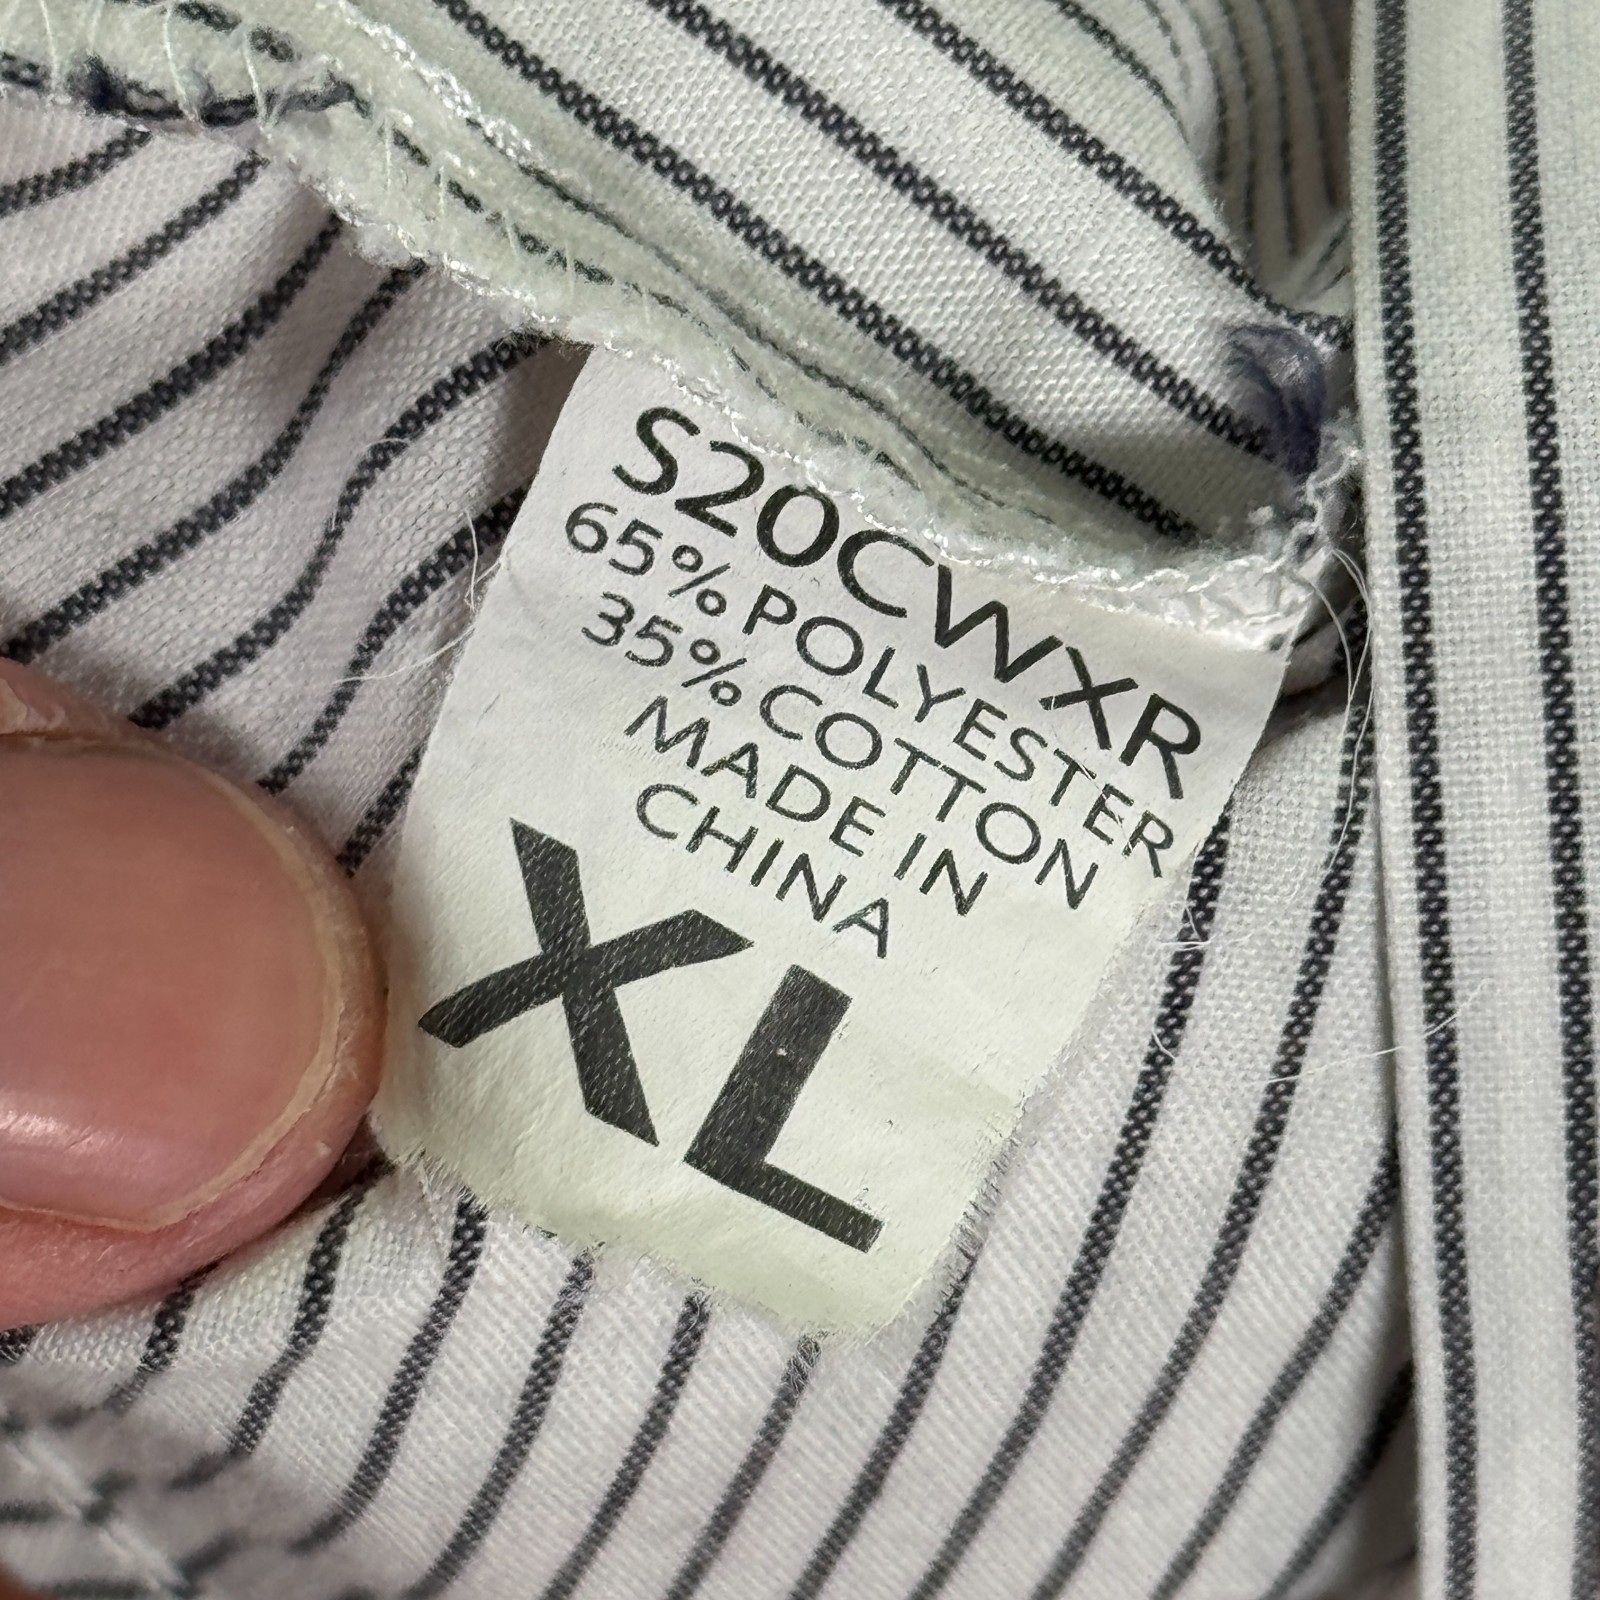 S20CWXR
65% POLYESTER
35% COTTON
MADE IN
CHINA
XL